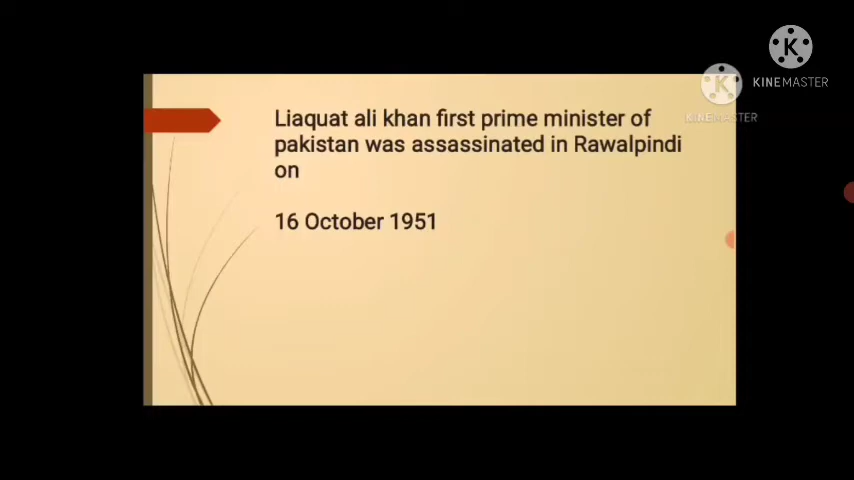 KINEMASTER
KINEMASTER
Liaquat ali khan first prime minister of
pakistan was assassinated in Rawalpindi
on
16 October 1951